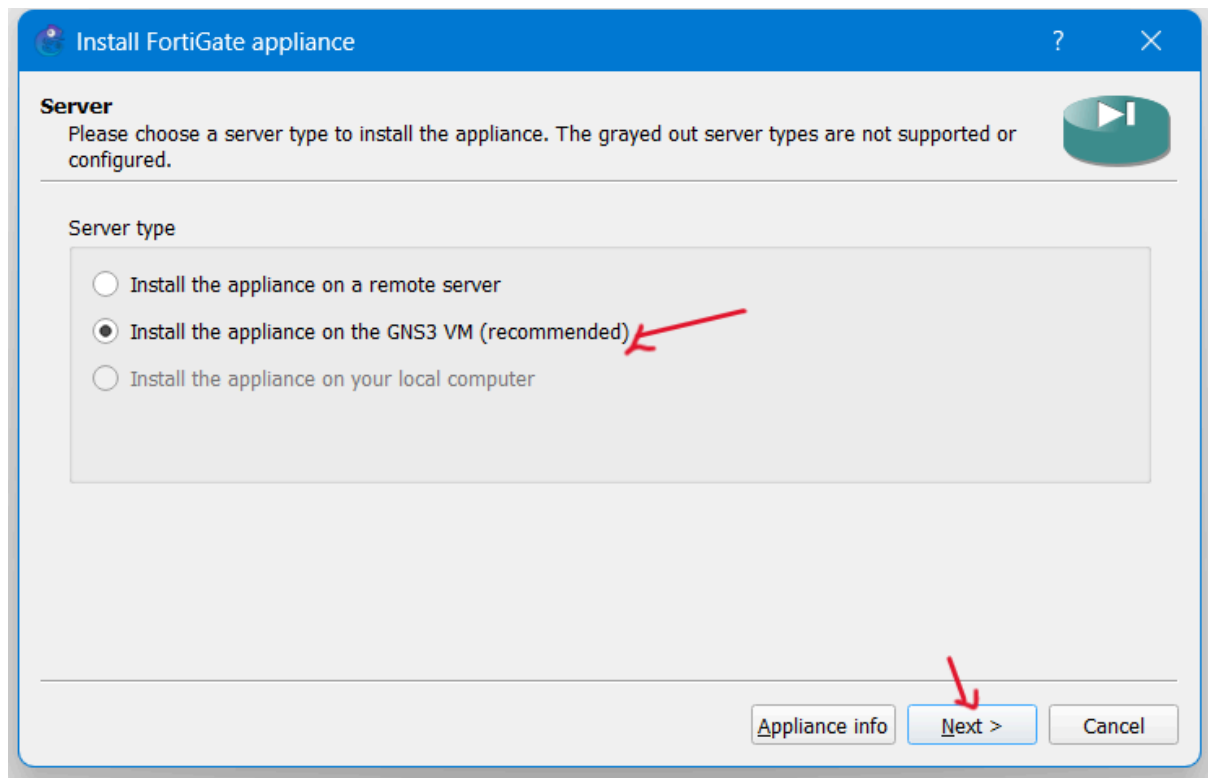 Install FortiGate appliance
?
Server
Please choose a server type to install the appliance. The grayed out server types are not supported or
configured.
Server type
Install the appliance on a remote server
Install the appliance on the GNS3 VM (recommended)
Install the appliance on your local computer
Appliance info
Next >
Cancel